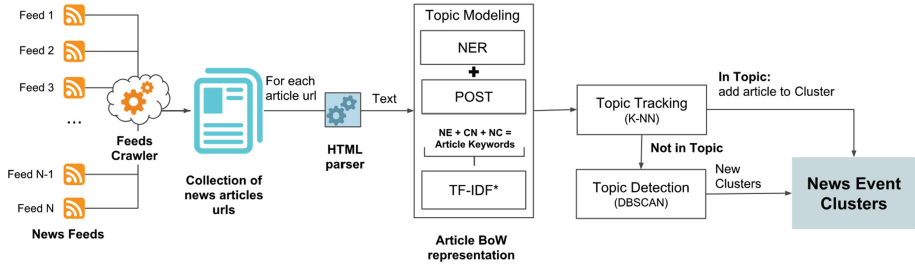 Feed 1
Feed 2
Feed 3
...
Feed N-1
Feed N
News Feeds
Feeds
Crawler
Collection of
news articles
urls
For each
article url
HTML
parser
Text
Topic Modeling
NER
+
POST
NE + CN + NC =
Article Keywords
TF-IDF*
Article BoW
representation
Topic Tracking
(K-NN)
In Topic:
add article to Cluster
Not in Topic
Topic Detection
(DBSCAN)
New
Clusters
News Event
Clusters